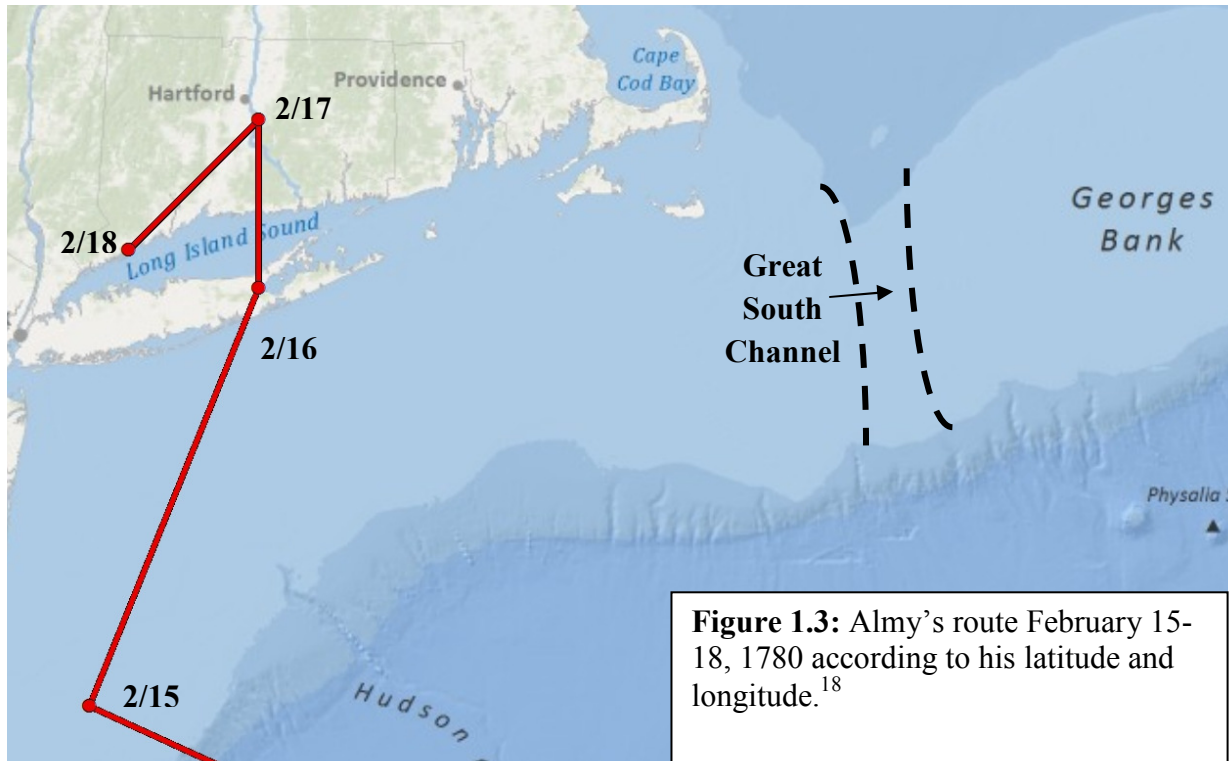 Cape
Cod Bay
Providence
Hartford
2/17
Georges
Bank
2/18
Long Island Sound
Great
South
Channel
2/16
Physalia
2/15
Hudson
Figure 1.3: Almy's route February 15-
18, 1780 according to his latitude and
longitude.18